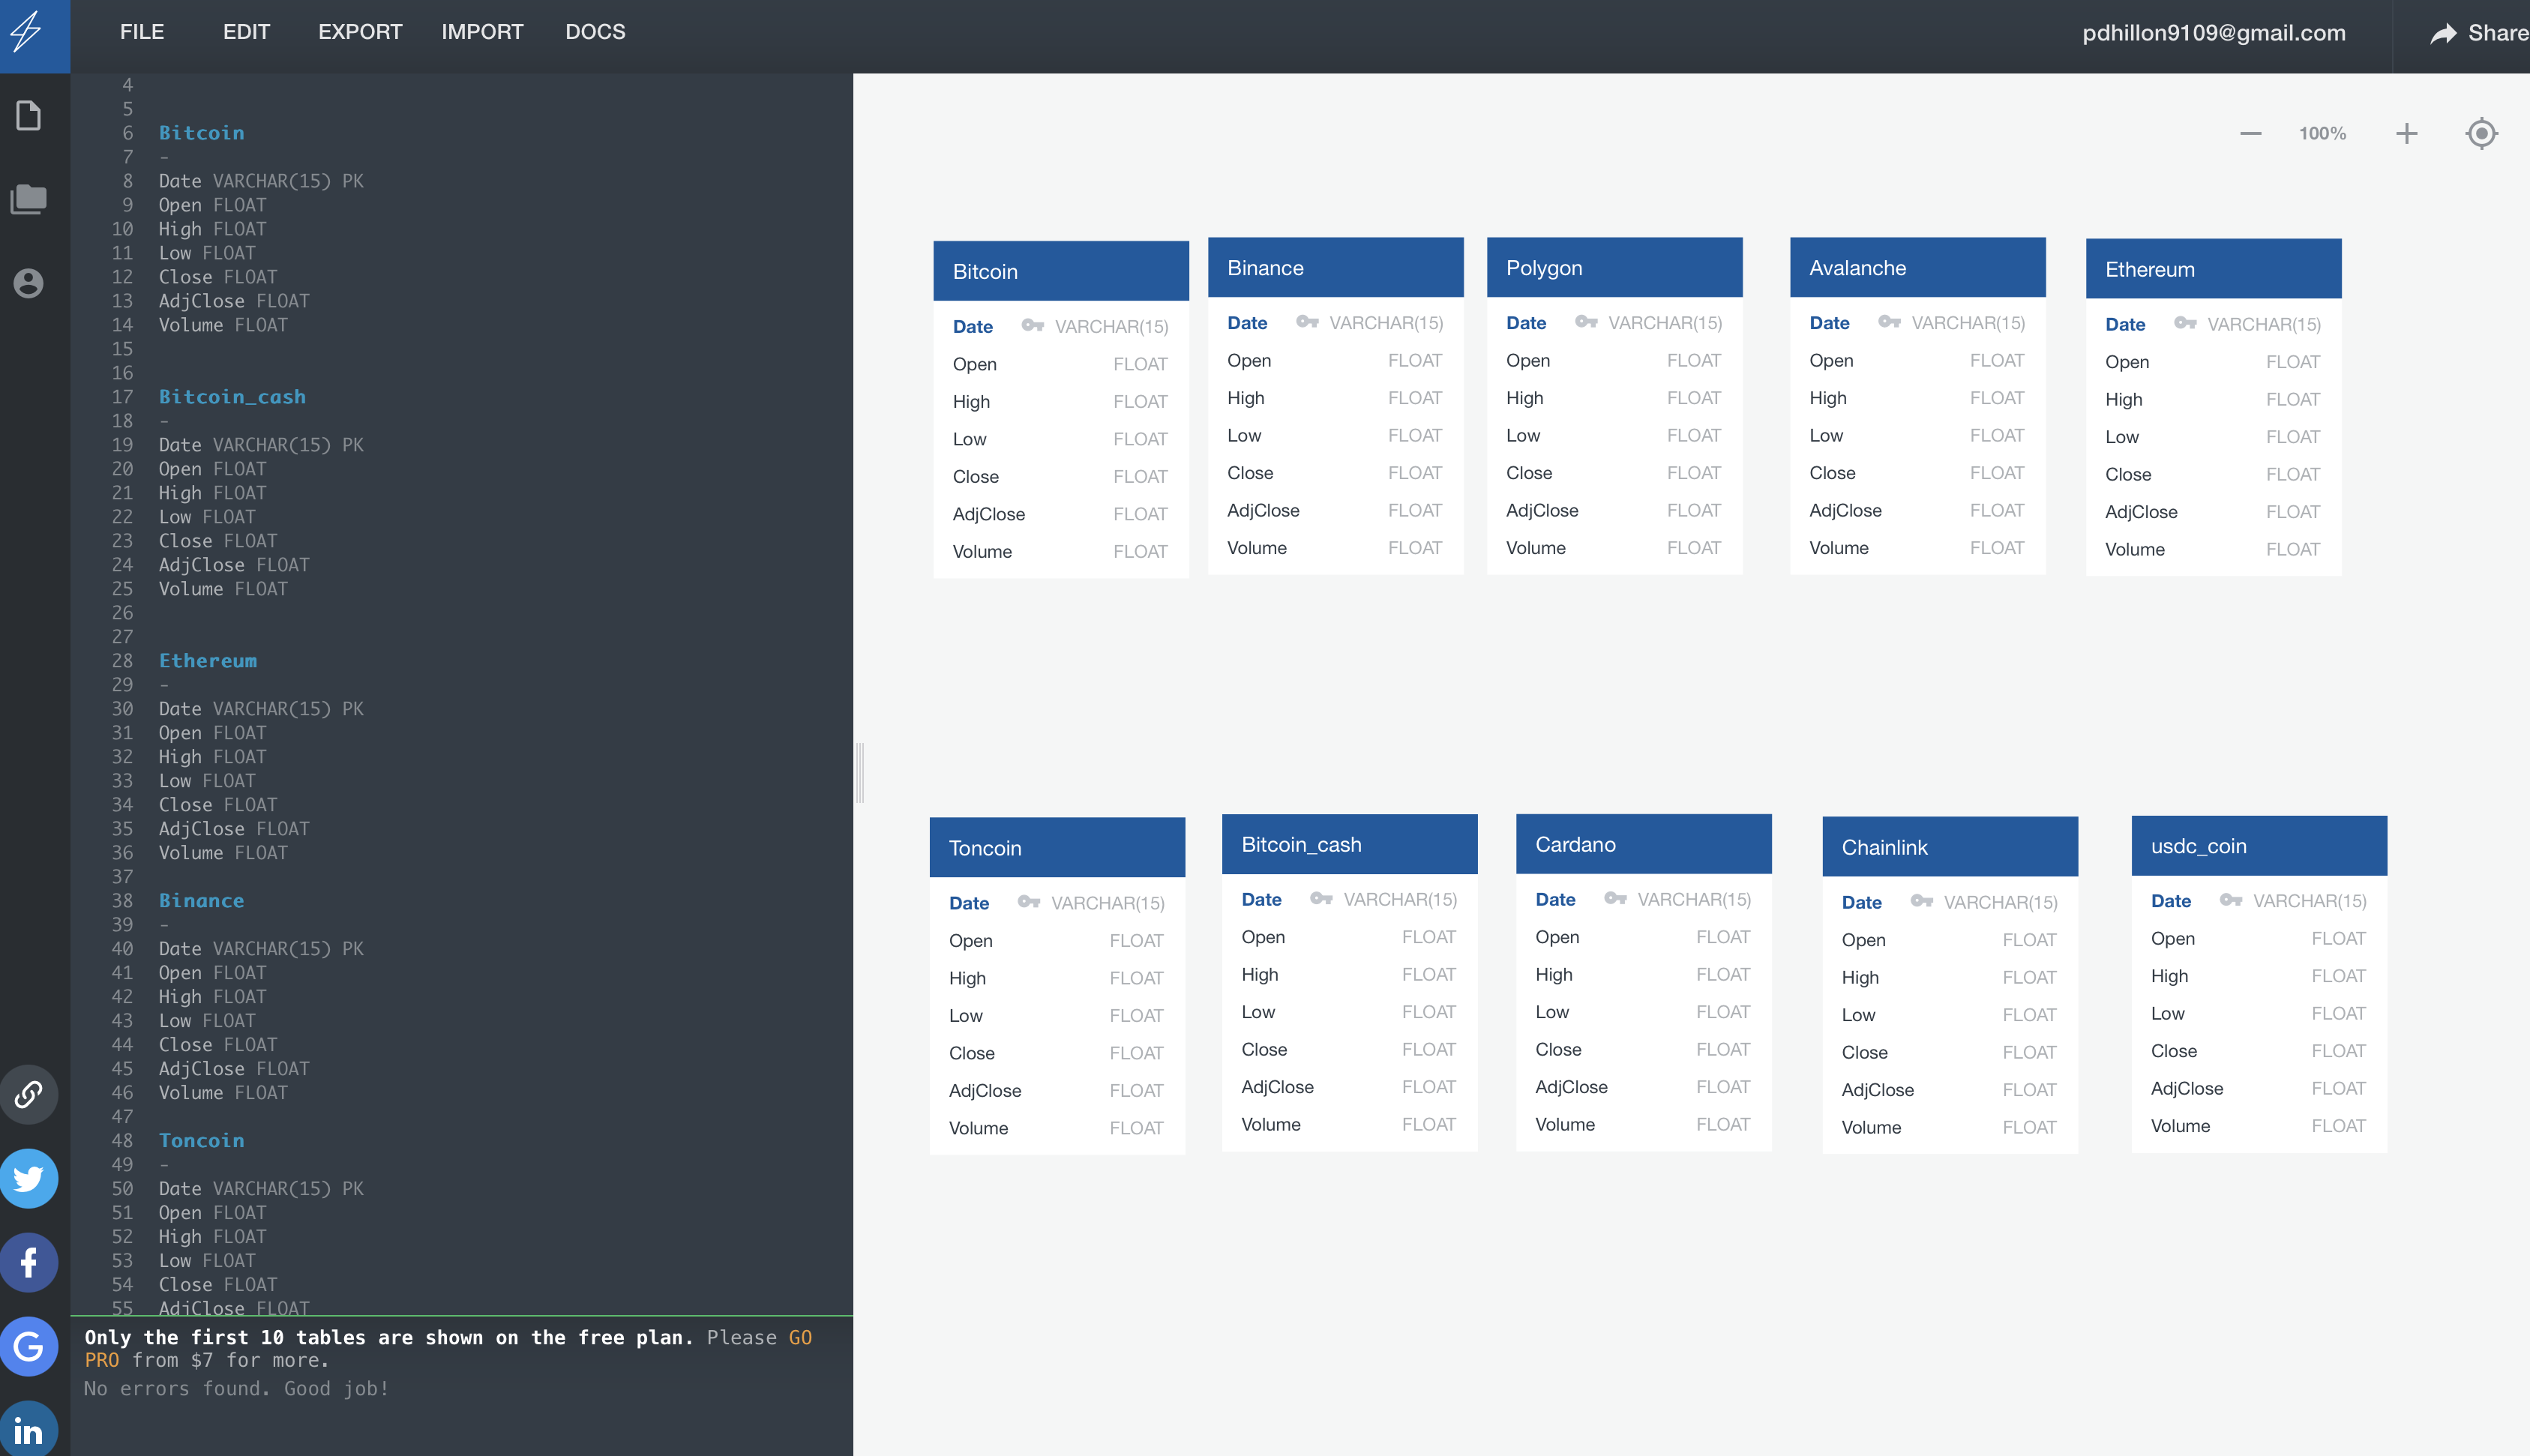 FILE EDIT EXPORT IMPORT DOCS pdhillon9109@gmail.com Share
4
5
6 Bitcoin
7 -
8 Date VARCHAR(15) PK
9 Open FLOAT
10 High FLOAT
11 Low FLOAT
12 Close FLOAT
13 AdjClose FLOAT
14 Volume FLOAT
15
16
17 Bitcoin_cash
18 -
19 Date VARCHAR(15) PK
20 Open FLOAT
21 High FLOAT
22 Low FLOAT
23 Close FLOAT
24 AdjClose FLOAT
25 Volume FLOAT
26
27
28 Ethereum
29 -
30 Date VARCHAR(15) PK
31 Open FLOAT
32 High FLOAT
33 Low FLOAT
34 Close FLOAT
35 AdjClose FLOAT
36 Volume FLOAT
37
38 Binance
39 -
40 Date VARCHAR(15) PK
41 Open FLOAT
42 High FLOAT
43 Low FLOAT
44 Close FLOAT
45 AdjClose FLOAT
46 Volume FLOAT
47
48 Toncoin
49 -
50 Date VARCHAR(15) PK
51 Open FLOAT
52 High FLOAT
53 Low FLOAT
54 Close FLOAT
55 AdjClose FLOAT
Only the first 10 tables are shown on the free plan. Please GO
PRO from $7 for more.
No errors found. Good job!
100%
Bitcoin
Date VARCHAR(15)
Open FLOAT
High FLOAT
Low FLOAT
Close FLOAT
AdjClose FLOAT
Volume FLOAT
Binance
Date VARCHAR(15)
Open FLOAT
High FLOAT
Low FLOAT
Close FLOAT
AdjClose FLOAT
Volume FLOAT
Polygon
Date VARCHAR(15)
Open FLOAT
High FLOAT
Low FLOAT
Close FLOAT
AdjClose FLOAT
Volume FLOAT
Avalanche
Date VARCHAR(15)
Open FLOAT
High FLOAT
Low FLOAT
Close FLOAT
AdjClose FLOAT
Volume FLOAT
Ethereum
Date VARCHAR(15)
Open FLOAT
High FLOAT
Low FLOAT
Close FLOAT
AdjClose FLOAT
Volume FLOAT
Toncoin
Date VARCHAR(15)
Open FLOAT
High FLOAT
Low FLOAT
Close FLOAT
AdjClose FLOAT
Volume FLOAT
Bitcoin_cash
Date VARCHAR(15)
Open FLOAT
High FLOAT
Low FLOAT
Close FLOAT
AdjClose FLOAT
Volume FLOAT
Cardano
Date VARCHAR(15)
Open FLOAT
High FLOAT
Low FLOAT
Close FLOAT
AdjClose FLOAT
Volume FLOAT
Chainlink
Date VARCHAR(15)
Open FLOAT
High FLOAT
Low FLOAT
Close FLOAT
AdjClose FLOAT
Volume FLOAT
usdc_coin
Date VARCHAR(15)
Open FLOAT
High FLOAT
Low FLOAT
Close FLOAT
AdjClose FLOAT
Volume FLOAT